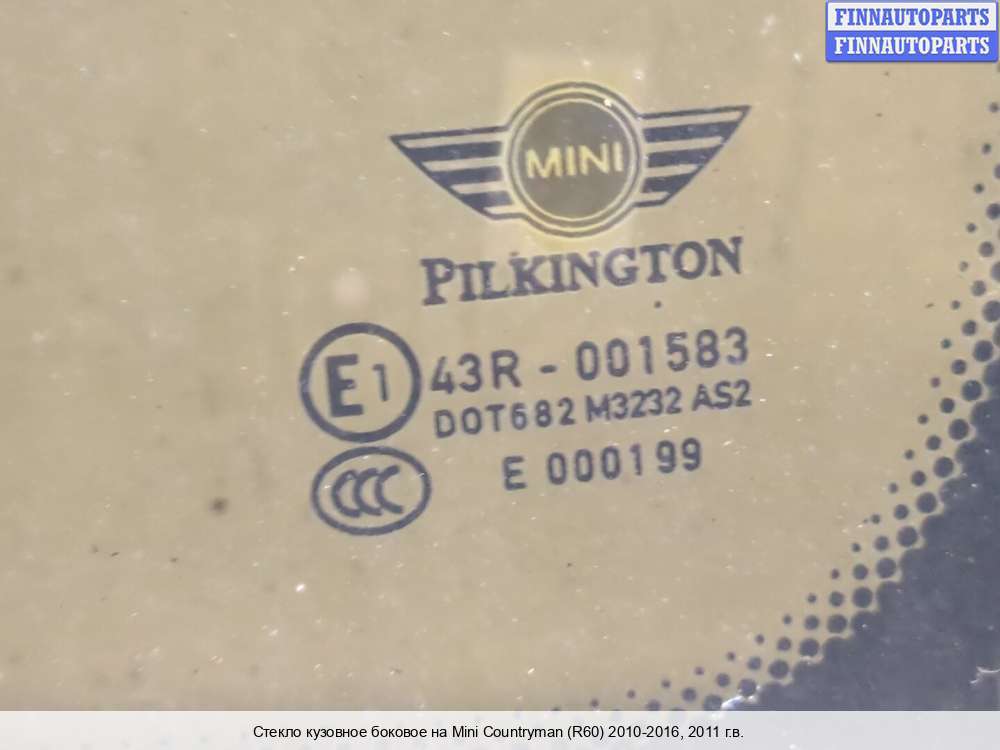 FINNAUTOPARTS
FINNAUTOPARTS
MINI
PILKINGTON
E1 43R - 001583
DOT682 M3232 AS2
CCC E 000199
Стекло кузовное боковое на Mini Countryman (R60) 2010-2016, 2011 г.в.